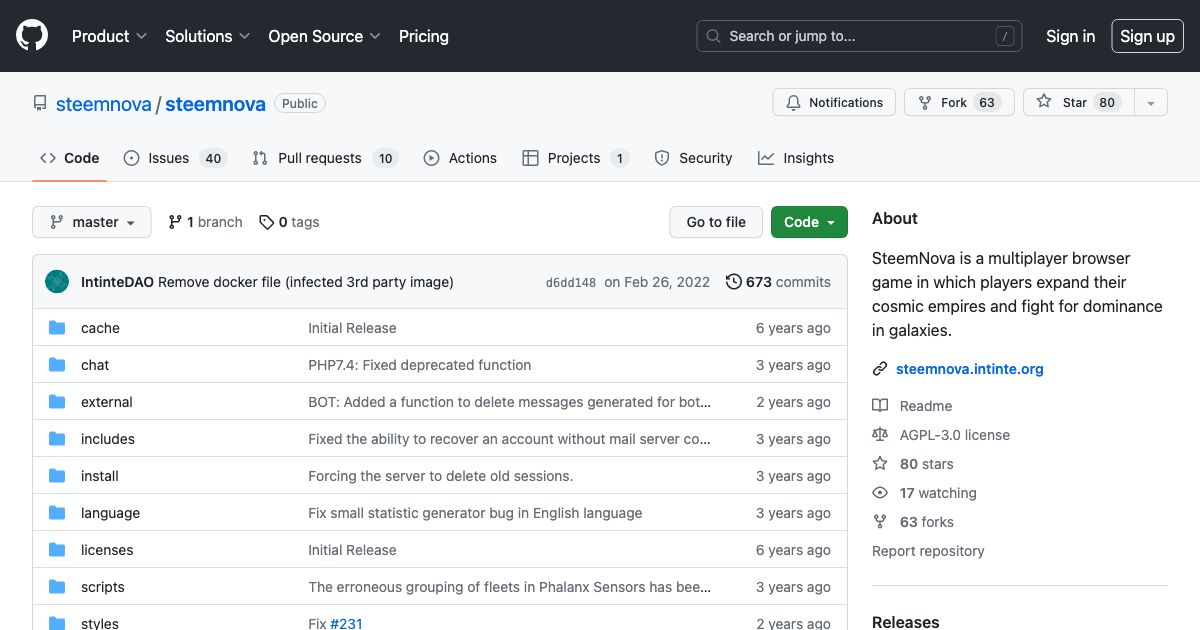 Product Solutions Open Source Pricing Search or jump to... / Sign in Sign up
steemnova / steemnova Public Notifications Fork 63 Star 80
Code Issues 40 Pull requests 10 Actions Projects 1 Security Insights
master 1 branch 0 tags Go to file Code
IntinteDAO Remove docker file (infected 3rd party image) d6dd148 on Feb 26, 2022 673 commits
cache Initial Release 6 years ago
chat PHP7.4: Fixed deprecated function 3 years ago
external BOT: Added a function to delete messages generated for bot... 2 years ago
includes Fixed the ability to recover an account without mail server co... 3 years ago
install Forcing the server to delete old sessions. 3 years ago
language Fix small statistic generator bug in English language 3 years ago
licenses Initial Release 6 years ago
scripts The erroneous grouping of fleets in Phalanx Sensors has bee... 3 years ago
styles Fix #231 2 years ago
About
SteemNova is a multiplayer browser
game in which players expand their
cosmic empires and fight for dominance
in galaxies.
steemnova.intinte.org
Readme
AGPL-3.0 license
80 stars
17 watching
63 forks
Report repository
Releases